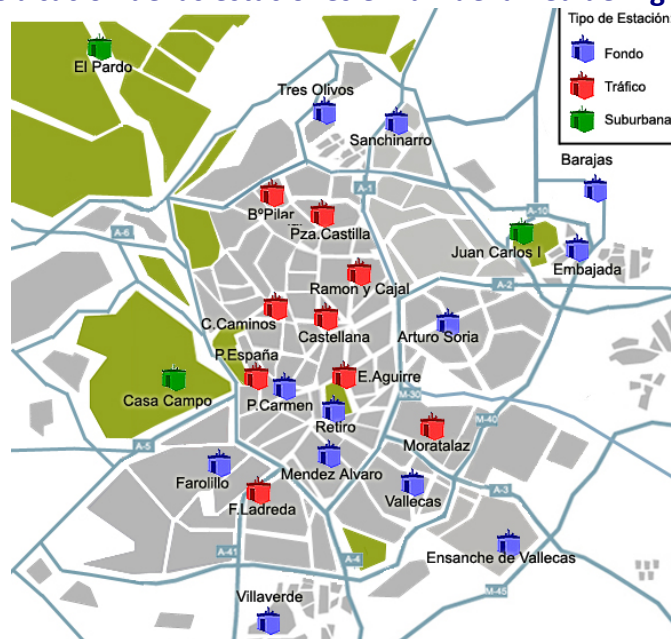 Tipo de Estación
Fondo
Tráfico
Suburbana
El Pardo
Tres Olivos
Sanchinarro
Barajas
A-1
BºPilar
Pza.Castilla
A-10
A-6
Juan Carlos I
Embajada
Ramon y Cajal
A-2
C.Caminos
Castellana
Arturo Soria
P.España
E.Aguirre
Casa Campo
P.Carmen
M-30
Retiro
M-40
Moratalaz
A-5
Farolillo
Mendez Alvaro
A-3
Vallecas
F.Ladreda
A-41
A-4
Ensanche de Vallecas
M-45
Villaverde